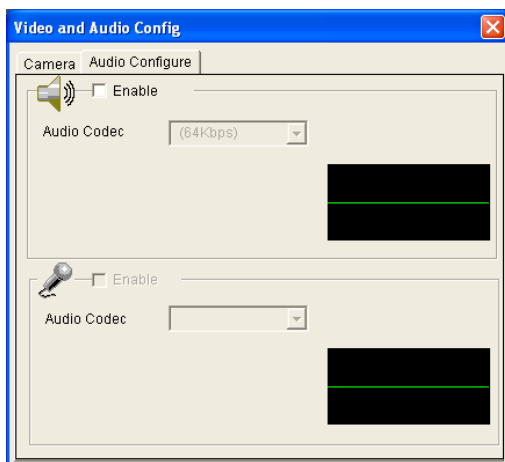 Video and Audio Config
Camera
Audio Configure
Enable
Audio Codec
(64Kbps)
Enable
Audio Codec